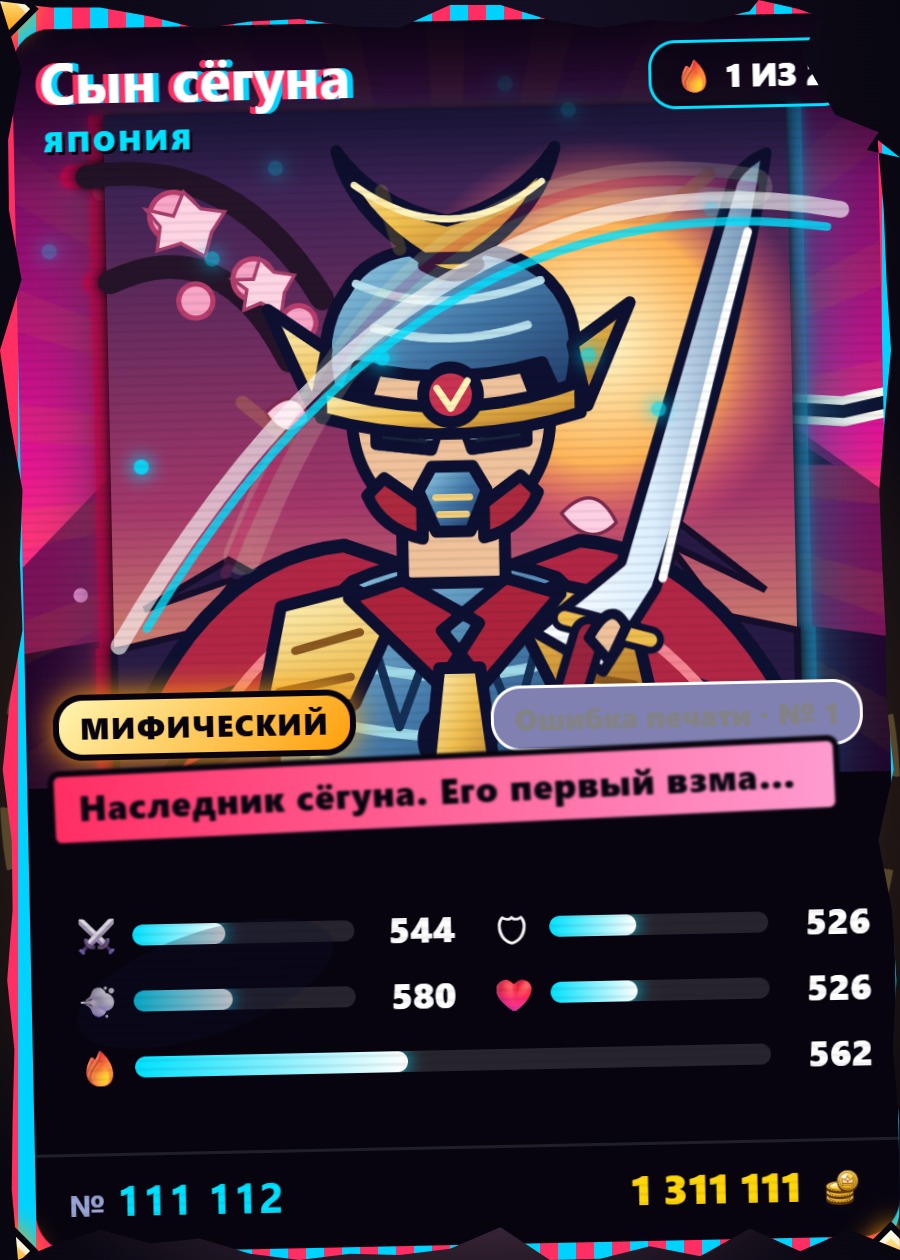 Сын сёгуна
1 ИЗ
ЯПОНИЯ
МИФИЧЕСКИЙ
Ошибка печати · № 1
Наследник сёгуна. Его первый взма...
544
526
580
526
562
№ 111 112
1 311 111